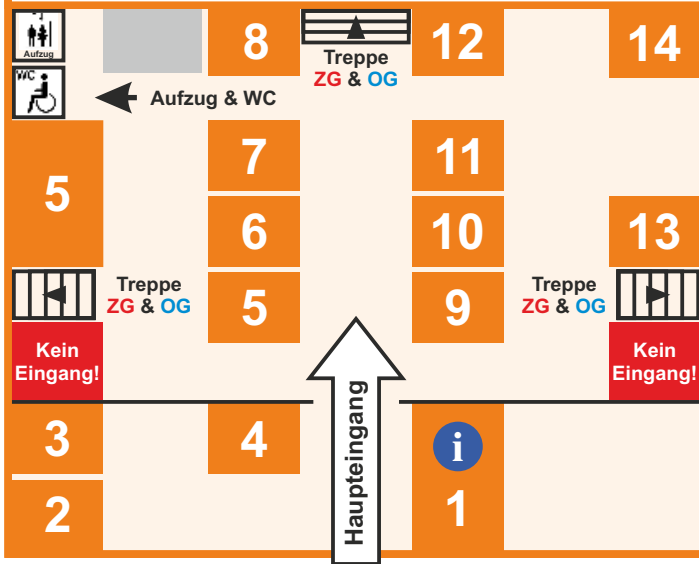 Aufzug
8
12
14
Treppe
ZG & OG
WC
Aufzug & WC
5
7
11
6
10
13
Treppe
ZG & OG
5
9
Treppe
ZG & OG
Kein
Eingang!
Kein
Eingang!
Haupteingang
3
4
i
2
1